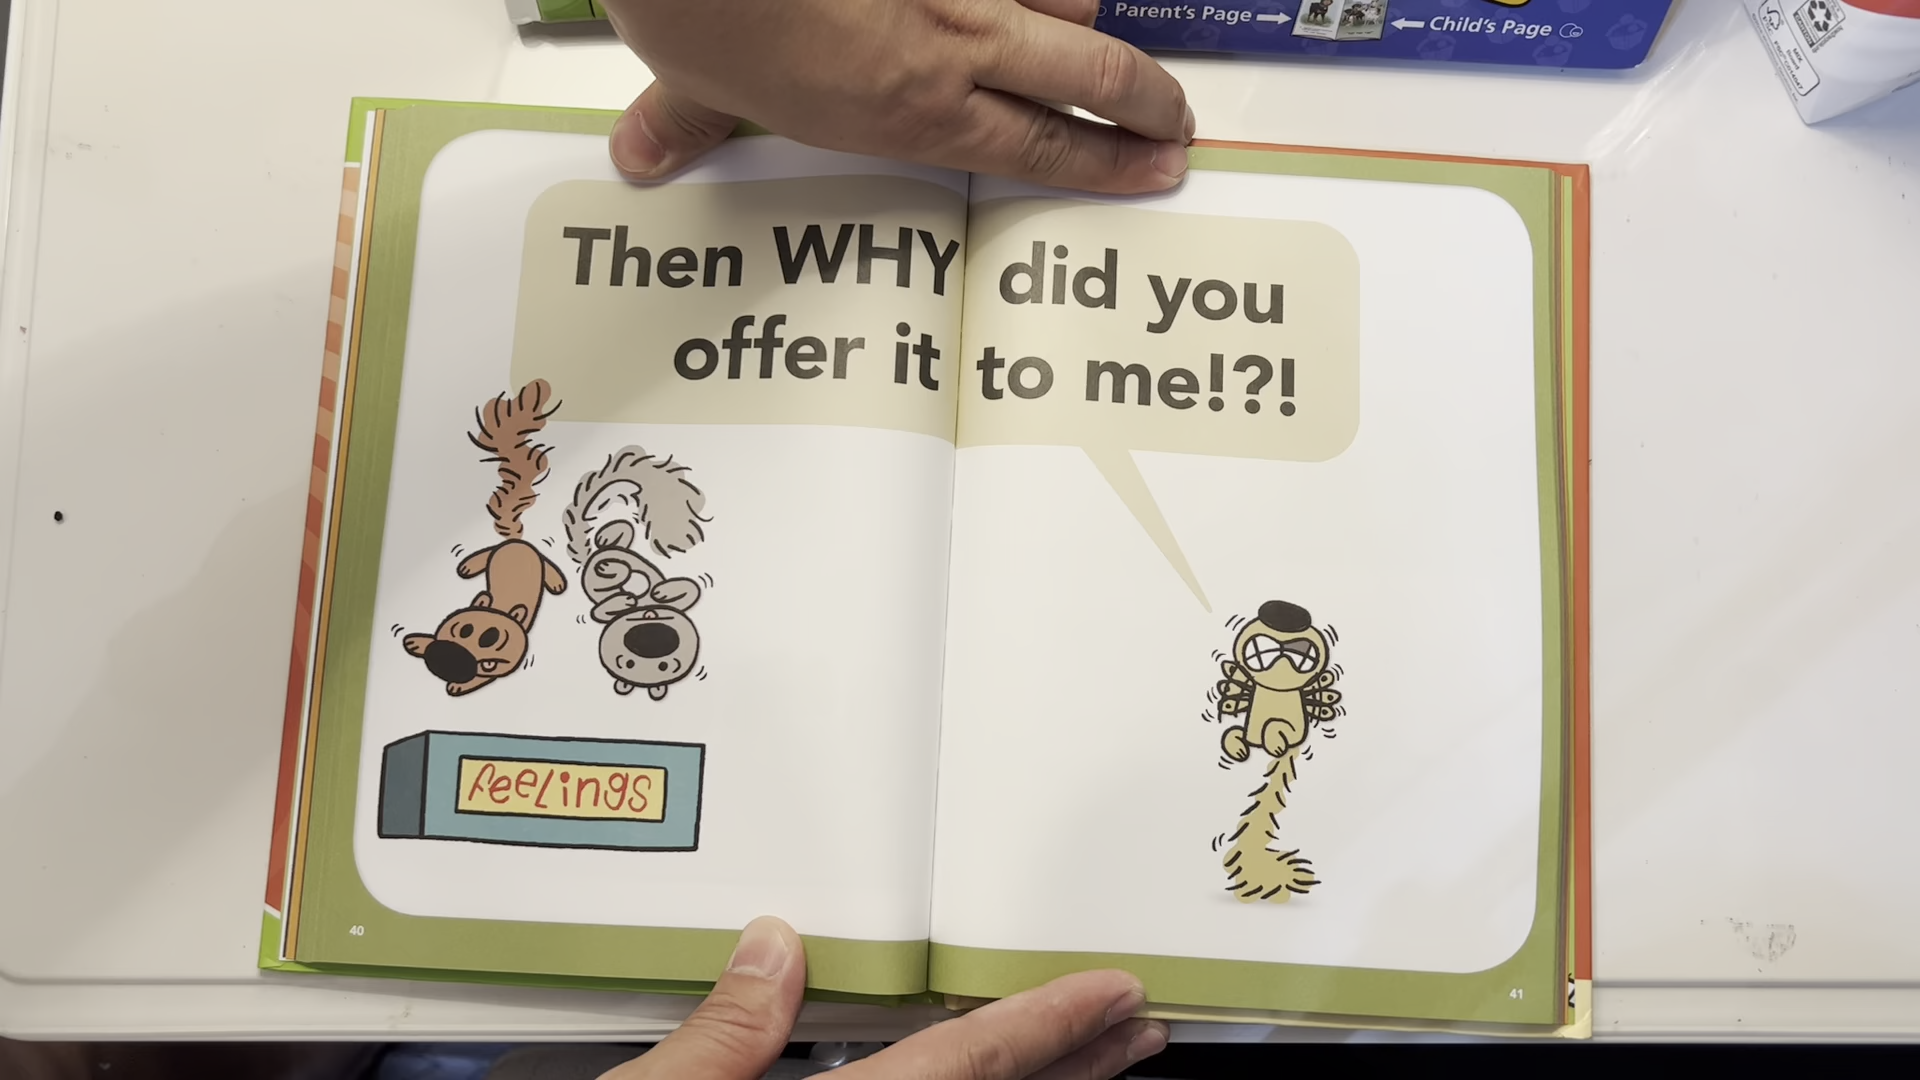 Parent's Page
Child's Page
Then WHY did you
offer it to me!?!
feelings
40
41